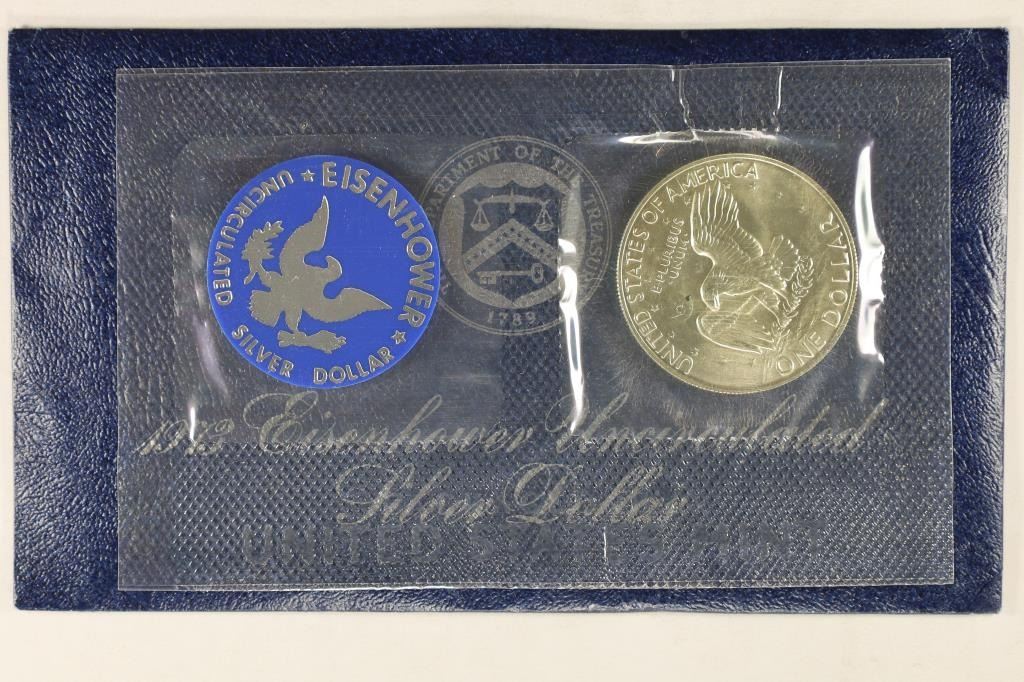 EISENHOWER
UNCIRCULATED SILVER DOLLAR
DEPARTMENT OF THE TREASURY
1789
UNITED STATES OF AMERICA
E PLURIBUS
UNUM
ONE DOLLAR
1973 Eisenhower Uncirculated
Silver Dollar
UNITED STATES MINT